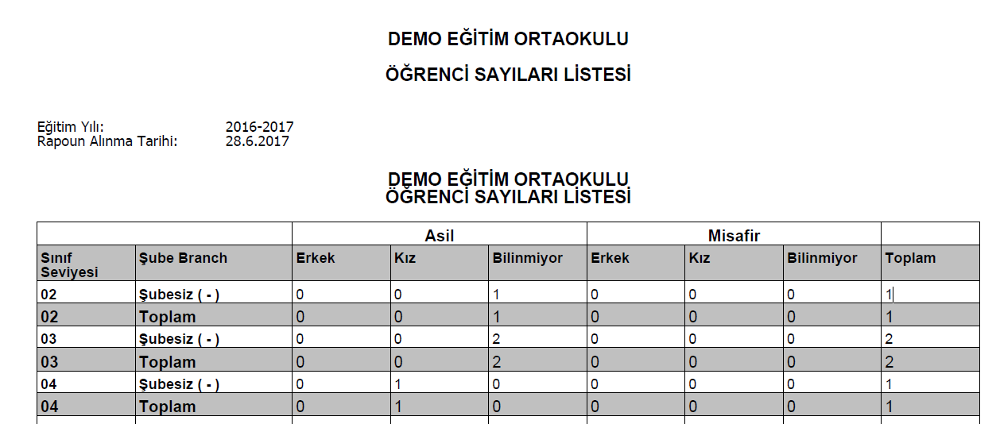 DEMO EĞİTİM ORTAOKULU
ÖĞRENCİ SAYILARI LİSTESİ
Eğitim Yılı: 2016-2017
Rapoun Alınma Tarihi: 28.6.2017
DEMO EĞİTİM ORTAOKULU
ÖĞRENCİ SAYILARI LİSTESİ
Asil Misafir
Sınıf Seviyesi Şube Branch Erkek Kız Bilinmiyor Erkek Kız Bilinmiyor Toplam
02 Şubesiz ( - ) 0 0 1 0 0 0 1
02 Toplam 0 0 1 0 0 0 1
03 Şubesiz ( - ) 0 0 2 0 0 0 2
03 Toplam 0 0 2 0 0 0 2
04 Şubesiz ( - ) 0 1 0 0 0 0 1
04 Toplam 0 1 0 0 0 0 1